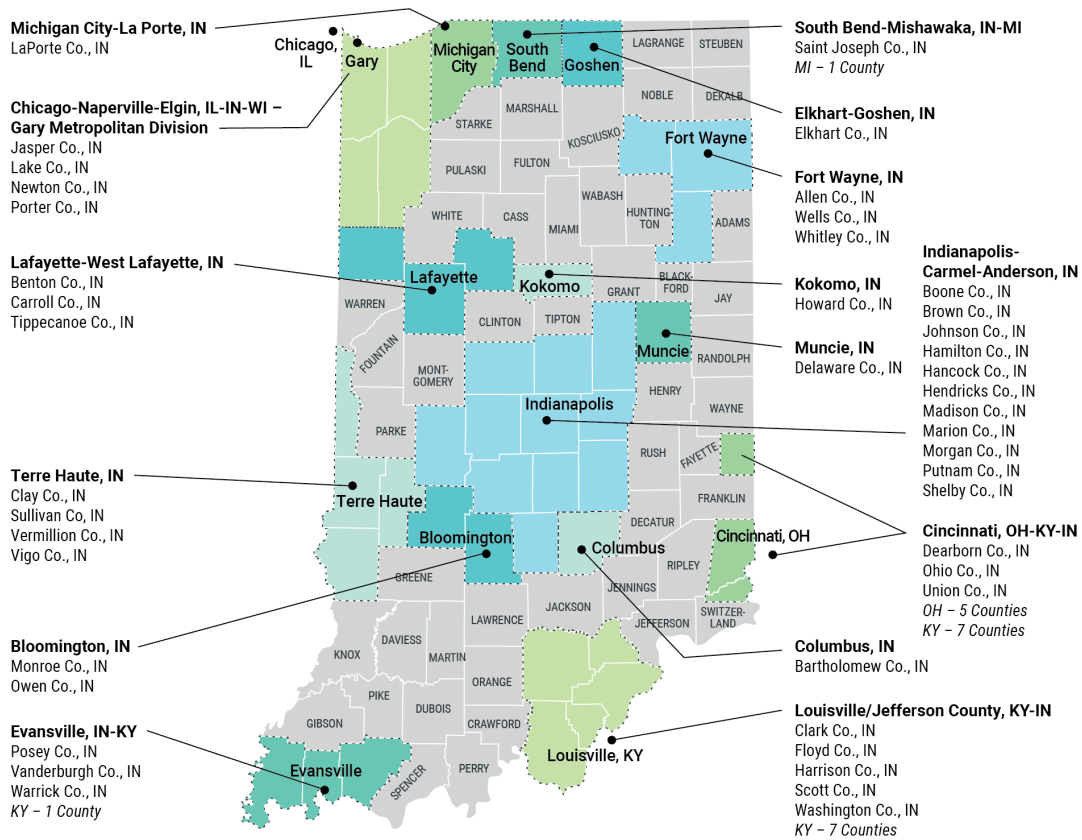 Michigan City-La Porte, IN
LaPorte Co., IN
Chicago-Naperville-Elgin, IL-IN-WI –
Gary Metropolitan Division
Jasper Co., IN
Lake Co., IN
Newton Co., IN
Porter Co., IN
Lafayette-West Lafayette, IN
Benton Co., IN
Carroll Co., IN
Tippecanoe Co., IN
Terre Haute, IN
Clay Co., IN
Sullivan Co, IN
Vermillion Co., IN
Vigo Co., IN
Bloomington, IN
Monroe Co., IN
Owen Co., IN
Evansville, IN-KY
Posey Co., IN
Vanderburgh Co., IN
Warrick Co., IN
KY – 1 County
Chicago,
IL
Gary
Michigan
City
South
Bend
Goshen
LAGRANGE
STEUBEN
NOBLE
DEKALB
MARSHALL
STARKE
KOSCIUSKO
Fort Wayne
PULASKI
FULTON
WABASH
HUNTING-
TON
ADAMS
WHITE
CASS
MIAMI
Lafayette
Kokomo
GRANT
BLACK-
FORD
JAY
WARREN
CLINTON
TIPTON
Muncie
RANDOLPH
FOUNTAIN
MONT-
GOMERY
HENRY
WAYNE
Indianapolis
PARKE
RUSH
FAYETTE
Terre Haute
FRANKLIN
DECATUR
Bloomington
Columbus
Cincinnati, OH
RIPLEY
GREENE
JENNINGS
JACKSON
LAWRENCE
JEFFERSON
SWITZER-
LAND
KNOX
DAVIESS
MARTIN
ORANGE
PIKE
DUBOIS
GIBSON
CRAWFORD
Louisville, KY
Evansville
SPENCER
PERRY
South Bend-Mishawaka, IN-MI
Saint Joseph Co., IN
MI – 1 County
Elkhart-Goshen, IN
Elkhart Co., IN
Fort Wayne, IN
Allen Co., IN
Wells Co., IN
Whitley Co., IN
Kokomo, IN
Howard Co., IN
Muncie, IN
Delaware Co., IN
Indianapolis-
Carmel-Anderson, IN
Boone Co., IN
Brown Co., IN
Johnson Co., IN
Hamilton Co., IN
Hancock Co., IN
Hendricks Co., IN
Madison Co., IN
Marion Co., IN
Morgan Co., IN
Putnam Co., IN
Shelby Co., IN
Cincinnati, OH-KY-IN
Dearborn Co., IN
Ohio Co., IN
Union Co., IN
OH – 5 Counties
KY – 7 Counties
Columbus, IN
Bartholomew Co., IN
Louisville/Jefferson County, KY-IN
Clark Co., IN
Floyd Co., IN
Harrison Co., IN
Scott Co., IN
Washington Co., IN
KY – 7 Counties